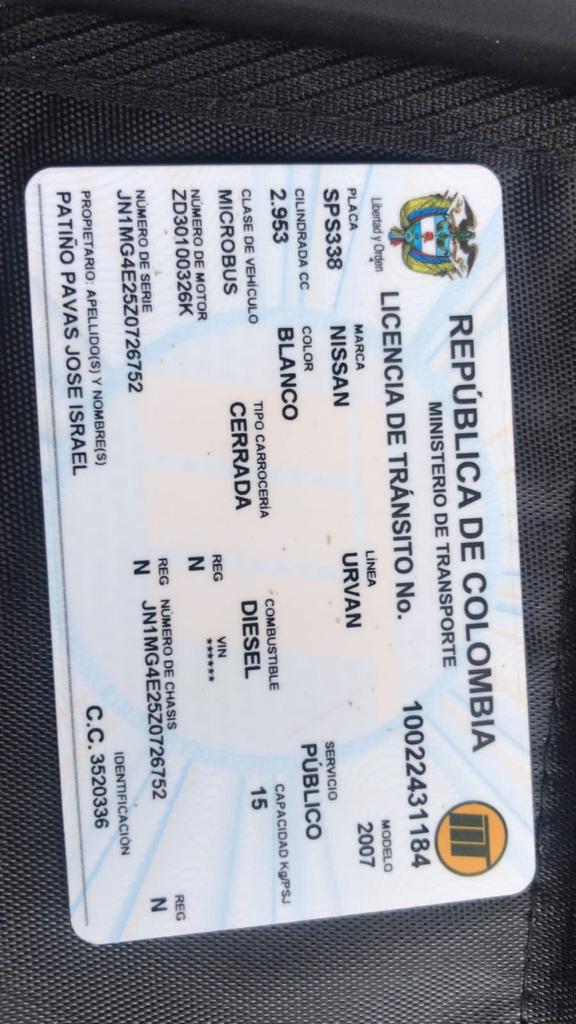 REPÚBLICA DE COLOMBIA
MINISTERIO DE TRANSPORTE
Libertad y Orden
LICENCIA DE TRÁNSITO No. 10022431184
PLACA MARCA LÍNEA MODELO
SPS338 NISSAN URVAN 2007
CILINDRADA CC COLOR SERVICIO
2.953 BLANCO PÚBLICO
CLASE DE VEHÍCULO TIPO CARROCERÍA COMBUSTIBLE CAPACIDAD Kg/PSJ
MICROBUS CERRADA DIESEL 15
NÚMERO DE MOTOR REG VIN
ZD30100326K N ******
NÚMERO DE SERIE REG NÚMERO DE CHASIS REG
JN1MG4E25Z0726752 N JN1MG4E25Z0726752 N
PROPIETARIO: APELLIDO(S) Y NOMBRE(S) IDENTIFICACIÓN
PATIÑO PAVAS JOSE ISRAEL C.C. 3520336